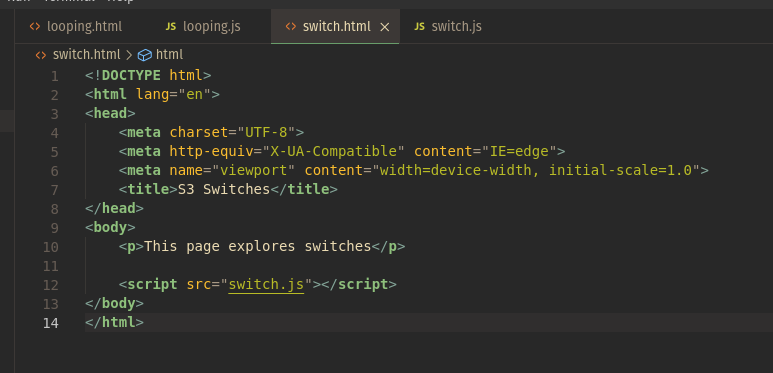 looping.html JS looping.js switch.html JS switch.js
switch.html > html
1 <!DOCTYPE html>
2 <html lang="en">
3 <head>
4     <meta charset="UTF-8">
5     <meta http-equiv="X-UA-Compatible" content="IE=edge">
6     <meta name="viewport" content="width=device-width, initial-scale=1.0">
7     <title>S3 Switches</title>
8 </head>
9 <body>
10     <p>This page explores switches</p>
11
12     <script src="switch.js"></script>
13 </body>
14 </html>